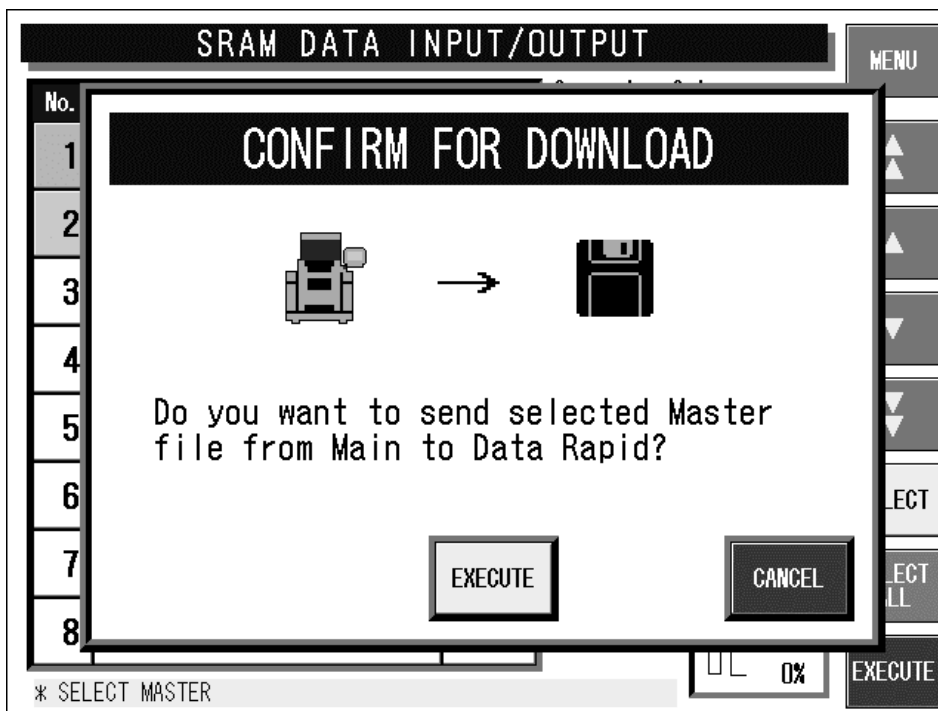 SRAM DATA INPUT/OUTPUT
MENU
No.
CONFIRM FOR DOWNLOAD
1
2
3
4
5
6
7
8
Do you want to send selected Master
file from Main to Data Rapid?
EXECUTE
CANCEL
0%
EXECUTE
* SELECT MASTER